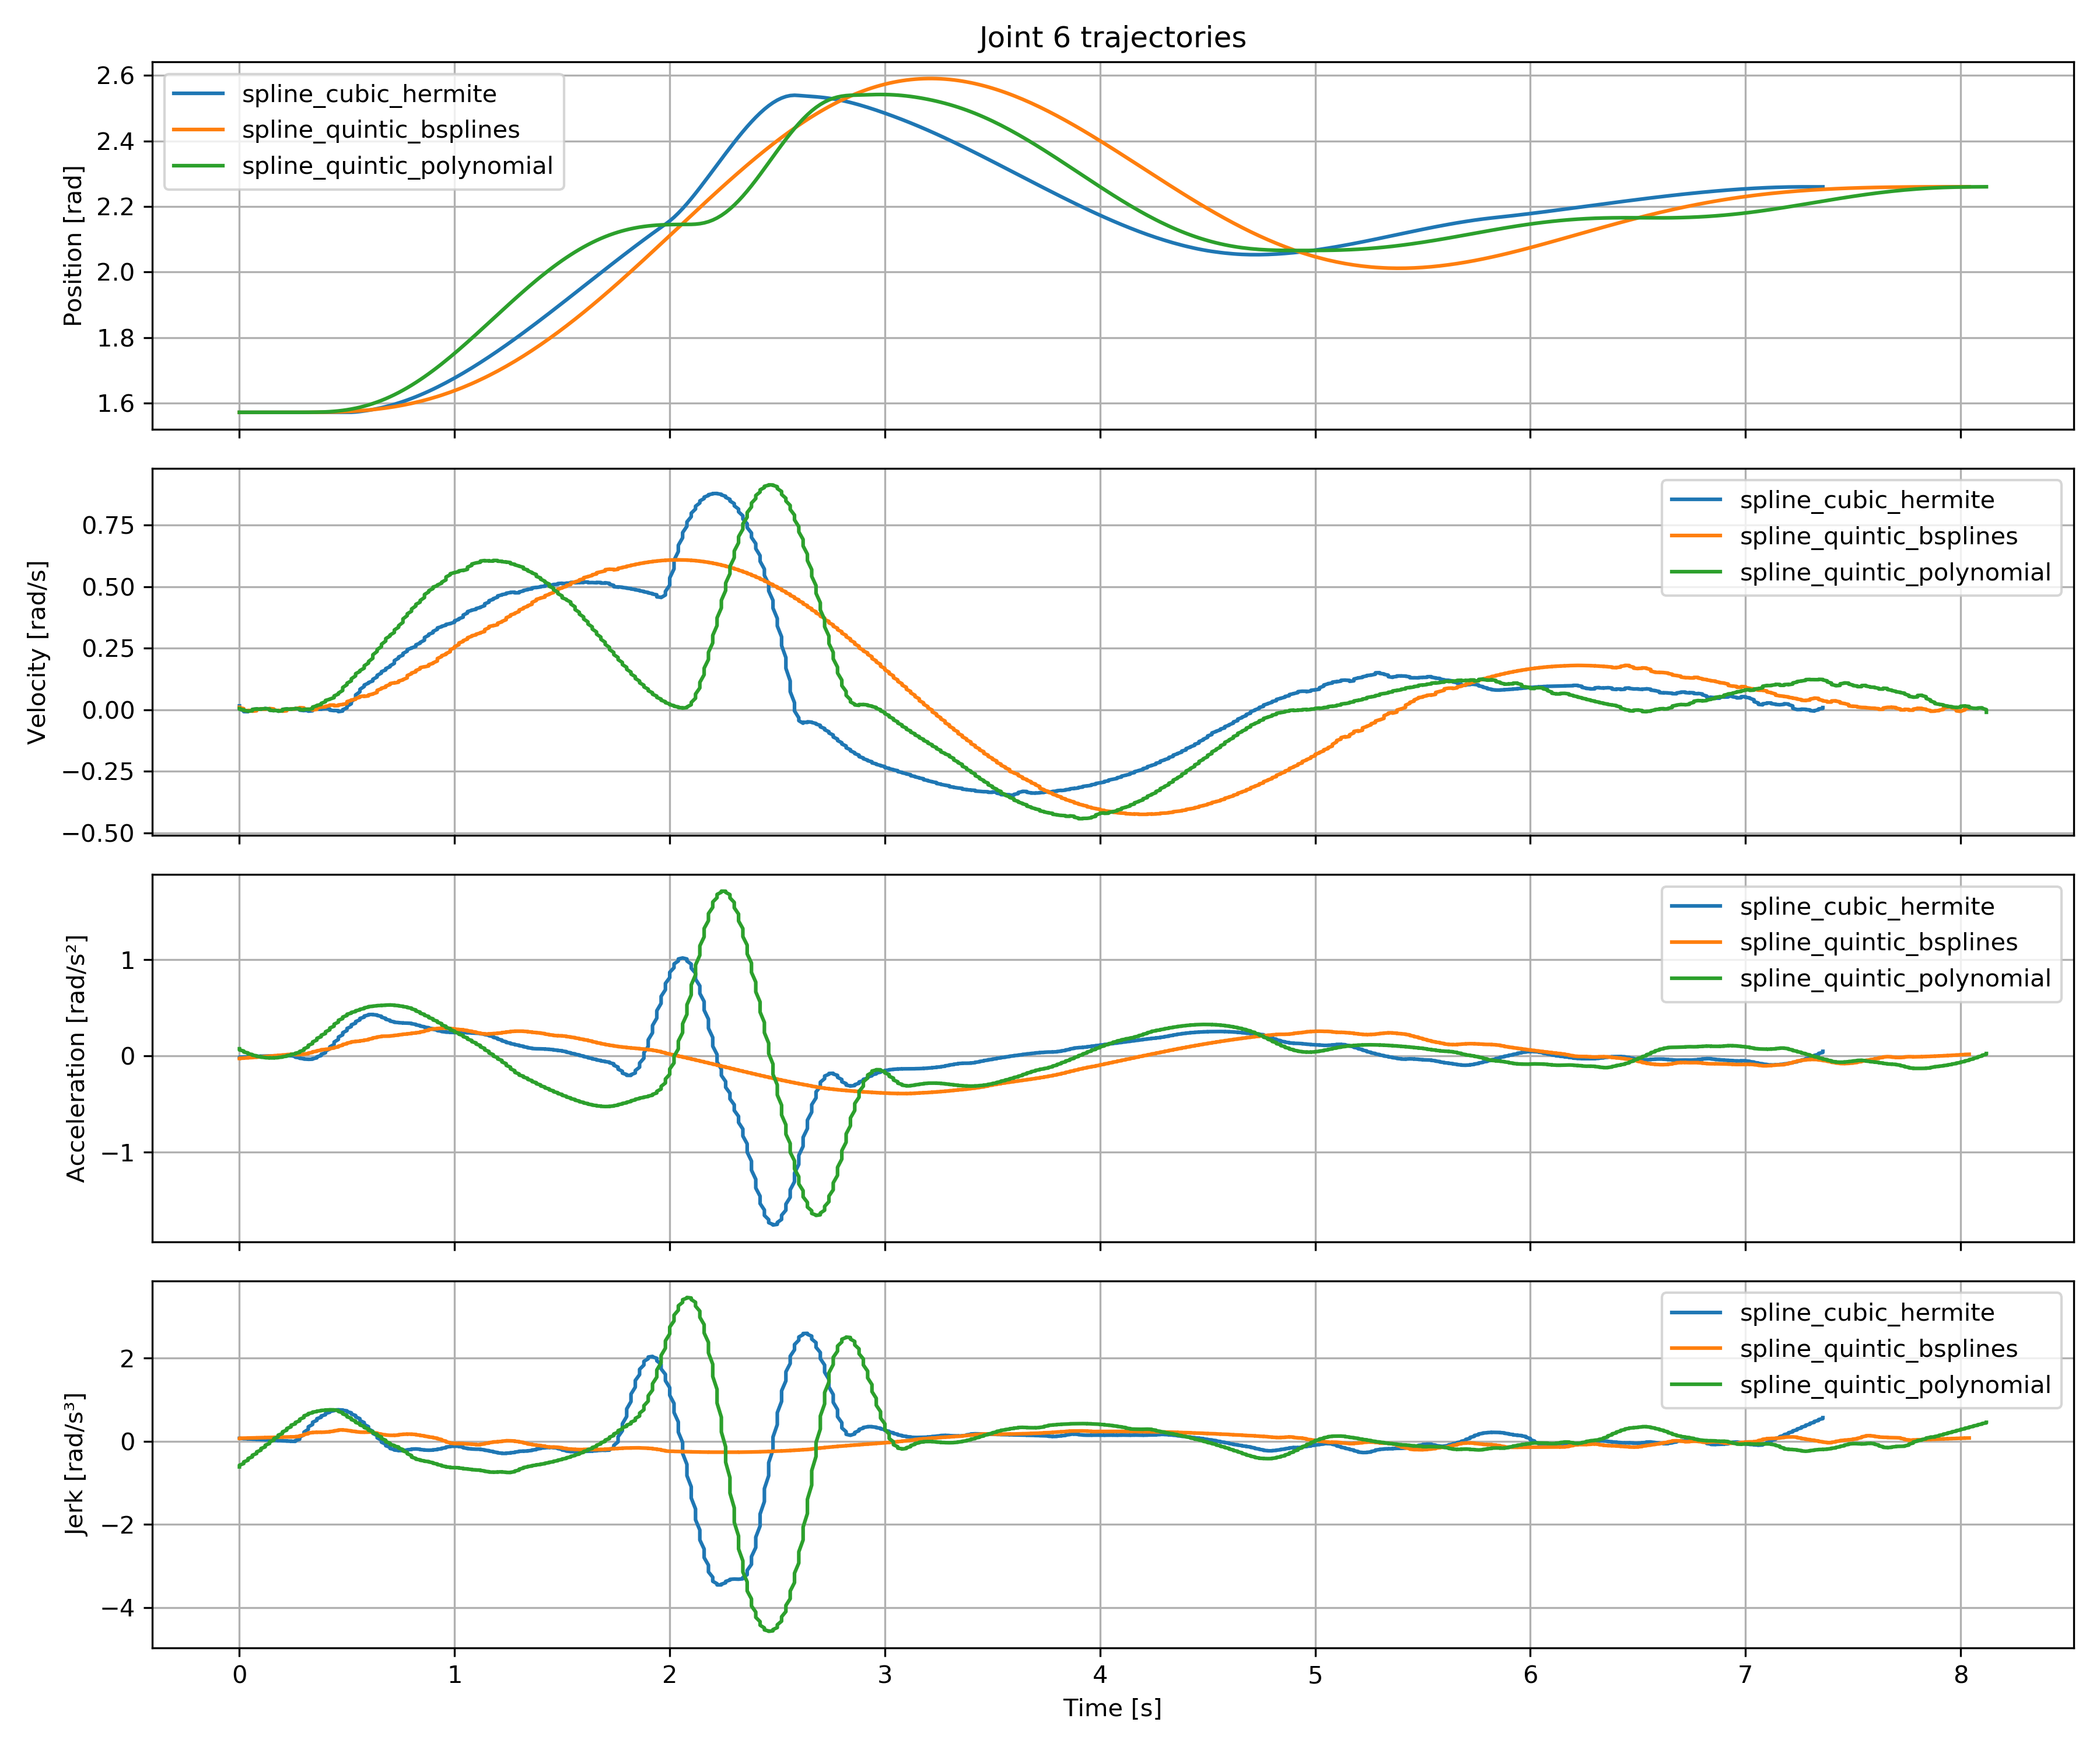 Joint 6 trajectories
Position [rad]
2.6
2.4
2.2
2.0
1.8
1.6
spline_cubic_hermite
spline_quintic_bsplines
spline_quintic_polynomial
Velocity [rad/s]
0.75
0.50
0.25
0.00
−0.25
−0.50
spline_cubic_hermite
spline_quintic_bsplines
spline_quintic_polynomial
Acceleration [rad/s²]
1
0
−1
spline_cubic_hermite
spline_quintic_bsplines
spline_quintic_polynomial
Jerk [rad/s³]
2
0
−2
−4
spline_cubic_hermite
spline_quintic_bsplines
spline_quintic_polynomial
0 1 2 3 4 5 6 7 8
Time [s]